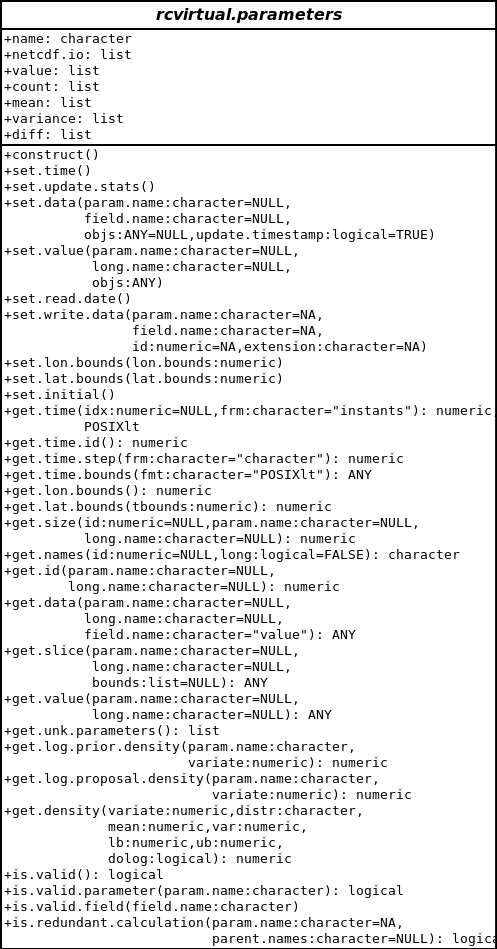 rcvirtual.parameters
+name: character
+netcdf.io: list
+value: list
+count: list
+mean: list
+variance: list
+diff: list
+construct()
+set.time()
+set.update.stats()
+set.data(param.name:character=NULL,
field.name:character=NULL,
objs:ANY=NULL,update.timestamp:logical=TRUE)
+set.value(param.name:character=NULL,
long.name:character=NULL,
objs:ANY)
+set.read.date()
+set.write.data(param.name:character=NA,
field.name:character=NA,
id:numeric=NA,extension:character=NA)
+set.lon.bounds(lon.bounds:numeric)
+set.lat.bounds(lat.bounds:numeric)
+set.initial()
+get.time(idx:numeric=NULL,frm:character="instants"): numeric,
POSIXlt
+get.time.id(): numeric
+get.time.step(frm:character="character"): numeric
+get.time.bounds(fmt:character="POSIXlt"): ANY
+get.lon.bounds(): numeric
+get.lat.bounds(tbounds:numeric): numeric
+get.size(id:numeric=NULL,param.name:character=NULL,
long.name:character=NULL): numeric
+get.names(id:numeric=NULL,long:logical=FALSE): character
+get.id(param.name:character=NULL,
long.name:character=NULL): numeric
+get.data(param.name:character=NULL,
long.name:character=NULL,
field.name:character="value"): ANY
+get.slice(param.name:character=NULL,
long.name:character=NULL,
bounds:list=NULL): ANY
+get.value(param.name:character=NULL,
long.name:character=NULL): ANY
+get.unk.parameters(): list
+get.log.prior.density(param.name:character,
variate:numeric): numeric
+get.log.proposal.density(param.name:character,
variate:numeric): numeric
+get.density(variate:numeric,distr:character,
mean:numeric,var:numeric,
lb:numeric,ub:numeric,
dolog:logical): numeric
+is.valid(): logical
+is.valid.parameter(param.name:character): logical
+is.valid.field(field.name:character)
+is.redundant.calculation(param.name:character=NA,
parent.names:character=NULL): logica